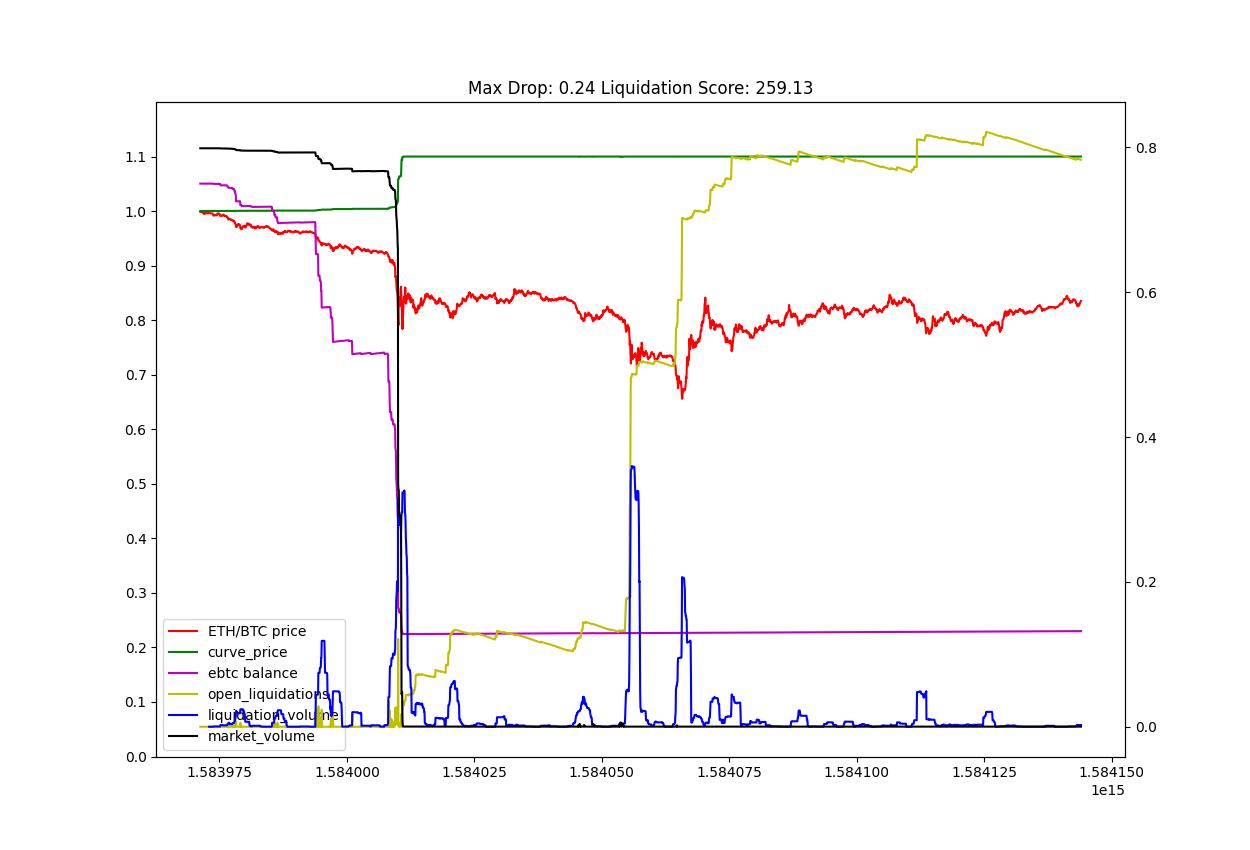 Max Drop: 0.24 Liquidation Score: 259.13
1.1
1.0
0.9
0.8
0.7
0.6
0.5
0.4
0.3
0.2
0.1
0.0
0.8
0.6
0.4
0.2
0.0
ETH/BTC price
curve_price
ebtc balance
open_liquidations
liquidation_volume
market_volume
1.583975 1.584000 1.584025 1.584050 1.584075 1.584100 1.584125 1.584150
1e15